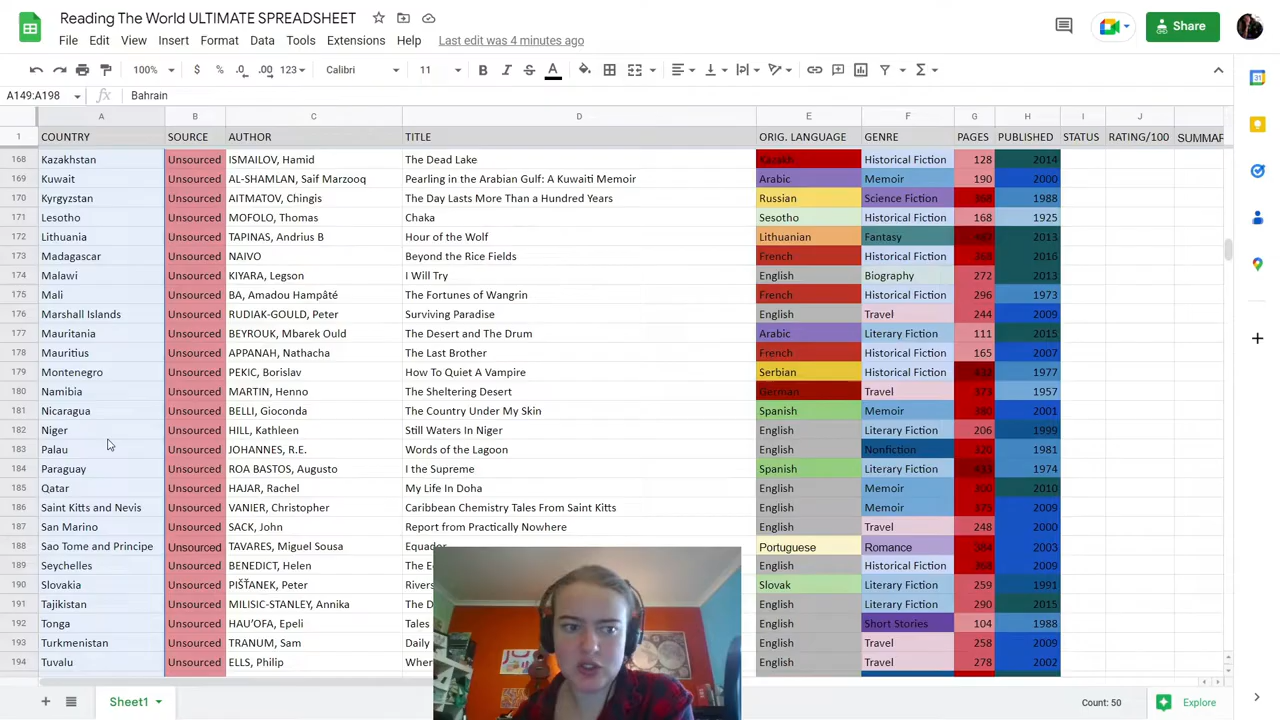 Reading The World ULTIMATE SPREADSHEET
File Edit View Insert Format Data Tools Extensions Help Last edit was 4 minutes ago
Share
100% $ % .0 .00 123 Calibri 11 B I S A
A149:A198 fx Bahrain
A B C D E F G H I J
1 COUNTRY SOURCE AUTHOR TITLE ORIG. LANGUAGE GENRE PAGES PUBLISHED STATUS RATING/100 SUMMAR
168 Kazakhstan Unsourced ISMAILOV, Hamid The Dead Lake Kazakh Historical Fiction 128 2014
169 Kuwait Unsourced AL-SHAMLAN, Saif Marzooq Pearling in the Arabian Gulf: A Kuwaiti Memoir Arabic Memoir 190 2000
170 Kyrgyzstan Unsourced AITMATOV, Chingis The Day Lasts More than a Hundred Years Russian Science Fiction 368 1988
171 Lesotho Unsourced MOFOLO, Thomas Chaka Sesotho Historical Fiction 168 1925
172 Lithuania Unsourced TAPINAS, Andrius B Hour of the Wolf Lithuanian Fantasy 2013
173 Madagascar Unsourced NAIVO Beyond the Rice Fields French Historical Fiction 368 2016
174 Malawi Unsourced KIYARA, Legson I Will Try English Biography 272 2013
175 Mali Unsourced BA, Amadou Hampâté The Fortunes of Wangrin French Historical Fiction 296 1973
176 Marshall Islands Unsourced RUDIAK-GOULD, Peter Surviving Paradise English Travel 244 2009
177 Mauritania Unsourced BEYROUK, Mbarek Ould The Desert and The Drum Arabic Literary Fiction 111 2015
178 Mauritius Unsourced APPANAH, Nathacha The Last Brother French Historical Fiction 165 2007
179 Montenegro Unsourced PEKIC, Borislav How To Quiet A Vampire Serbian Historical Fiction 1977
180 Namibia Unsourced MARTIN, Henno The Sheltering Desert German Travel 373 1957
181 Nicaragua Unsourced BELLI, Gioconda The Country Under My Skin Spanish Memoir 380 2001
182 Niger Unsourced HILL, Kathleen Still Waters In Niger English Literary Fiction 206 1999
183 Palau Unsourced JOHANNES, R.E. Words of the Lagoon English Nonfiction 320 1981
184 Paraguay Unsourced ROA BASTOS, Augusto I the Supreme Spanish Literary Fiction 433 1974
185 Qatar Unsourced HAJAR, Rachel My Life In Doha English Memoir 300 2010
186 Saint Kitts and Nevis Unsourced VANIER, Christopher Caribbean Chemistry Tales From Saint Kitts English Memoir 375 2009
187 San Marino Unsourced SACK, John Report from Practically Nowhere English Travel 248 2000
188 Sao Tome and Principe Unsourced TAVARES, Miguel Sousa Equador Portuguese Romance 384 2003
189 Seychelles Unsourced BENEDICT, Helen The E English Historical Fiction 368 2009
190 Slovakia Unsourced PIŠŤANEK, Peter Rivers Slovak Literary Fiction 259 1991
191 Tajikistan Unsourced MILISIC-STANLEY, Annika The D English Literary Fiction 290 2015
192 Tonga Unsourced HAU'OFA, Epeli Tales English Short Stories 104 1988
193 Turkmenistan Unsourced TRANUM, Sam Daily English Travel 258 2009
194 Tuvalu Unsourced ELLS, Philip Wher English Travel 278 2002
Sheet1 Count: 50 Explore